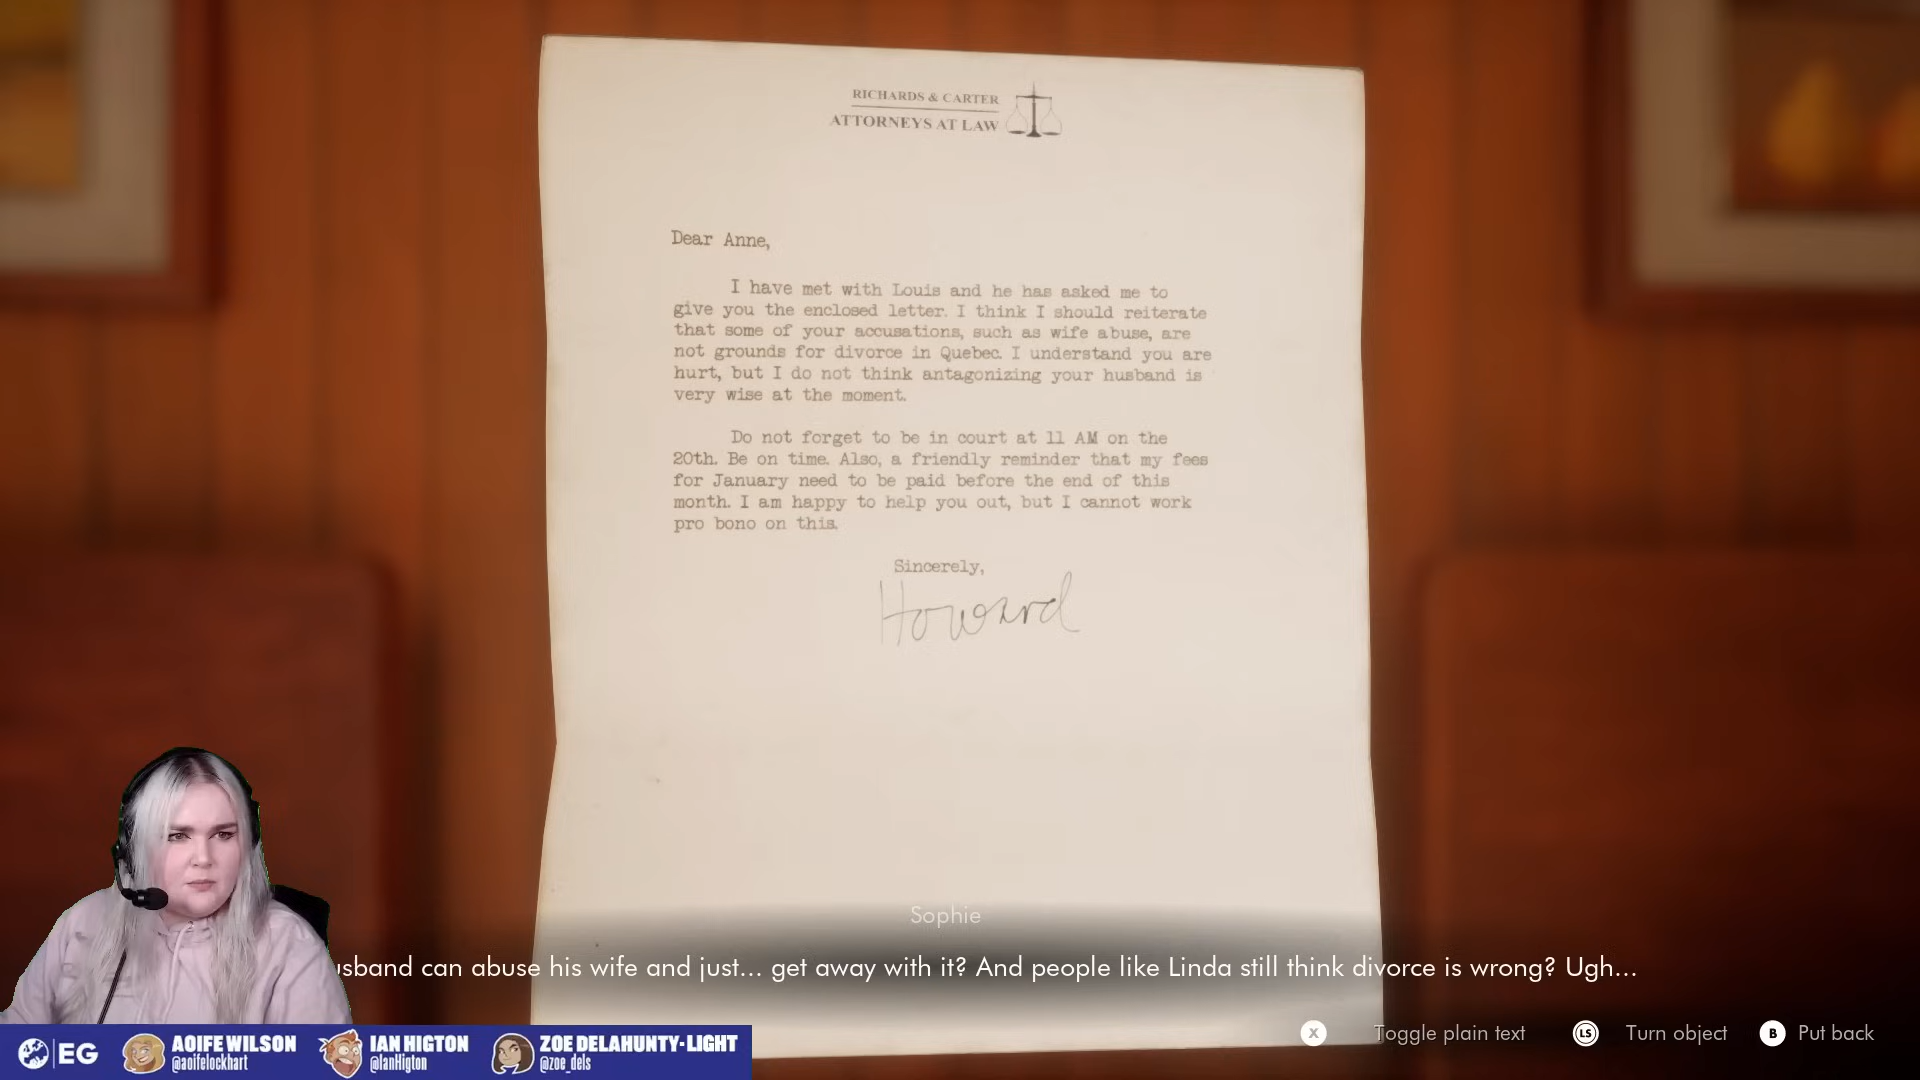 RICHARDS & CARTER
ATTORNEYS AT LAW
Dear Anne,
I have met with Louis and he has asked me to
give you the enclosed letter. I think I should reiterate
that some of your accusations, such as wife abuse, are
not grounds for divorce in Quebec. I understand you are
hurt, but I do not think antagonizing your husband is
very wise at the moment.
Do not forget to be in court at 11 AM on the
20th. Be on time. Also, a friendly reminder that my fees
for January need to be paid before the end of this
month. I am happy to help you out, but I cannot work
pro bono on this.
Sincerely,
Howard
Sophie
usband can abuse his wife and just... get away with it? And people like Linda still think divorce is wrong? Ugh...
X Toggle plain text LS Turn object B Put back
EG AOIFE WILSON IAN HIGTON ZOE DELAHUNTY-LIGHT
@aoifelockhart @IanHigton @zoe_dels